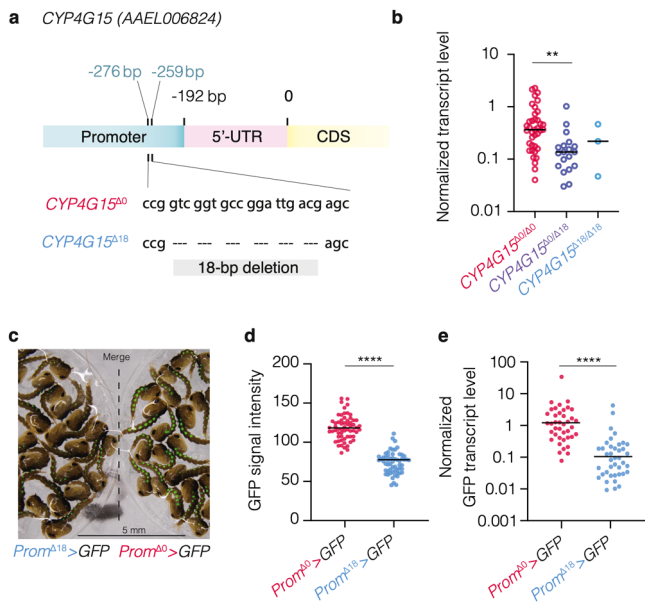 a
CYP4G15 (AAEL006824)
-276 bp
-259 bp
-192 bp
0
Promoter
5'-UTR
CDS
CYP4G15^Δ0
ccg gtc ggt gcc gga ttg acg agc
CYP4G15^Δ18
ccg --- --- --- --- --- --- agc
18-bp deletion
b
Normalized transcript level
10
1
0.1
0.01
**
CYP4G15^Δ0/Δ0
CYP4G15^Δ0/Δ18
CYP4G15^Δ18/Δ18
c
Merge
5 mm
Prom^Δ18>GFP
Prom^Δ0>GFP
d
GFP signal intensity
200
150
100
50
0
****
Prom^Δ0>GFP
Prom^Δ18>GFP
e
Normalized
GFP transcript level
100
10
1
0.1
0.01
0.001
****
Prom^Δ0>GFP
Prom^Δ18>GFP